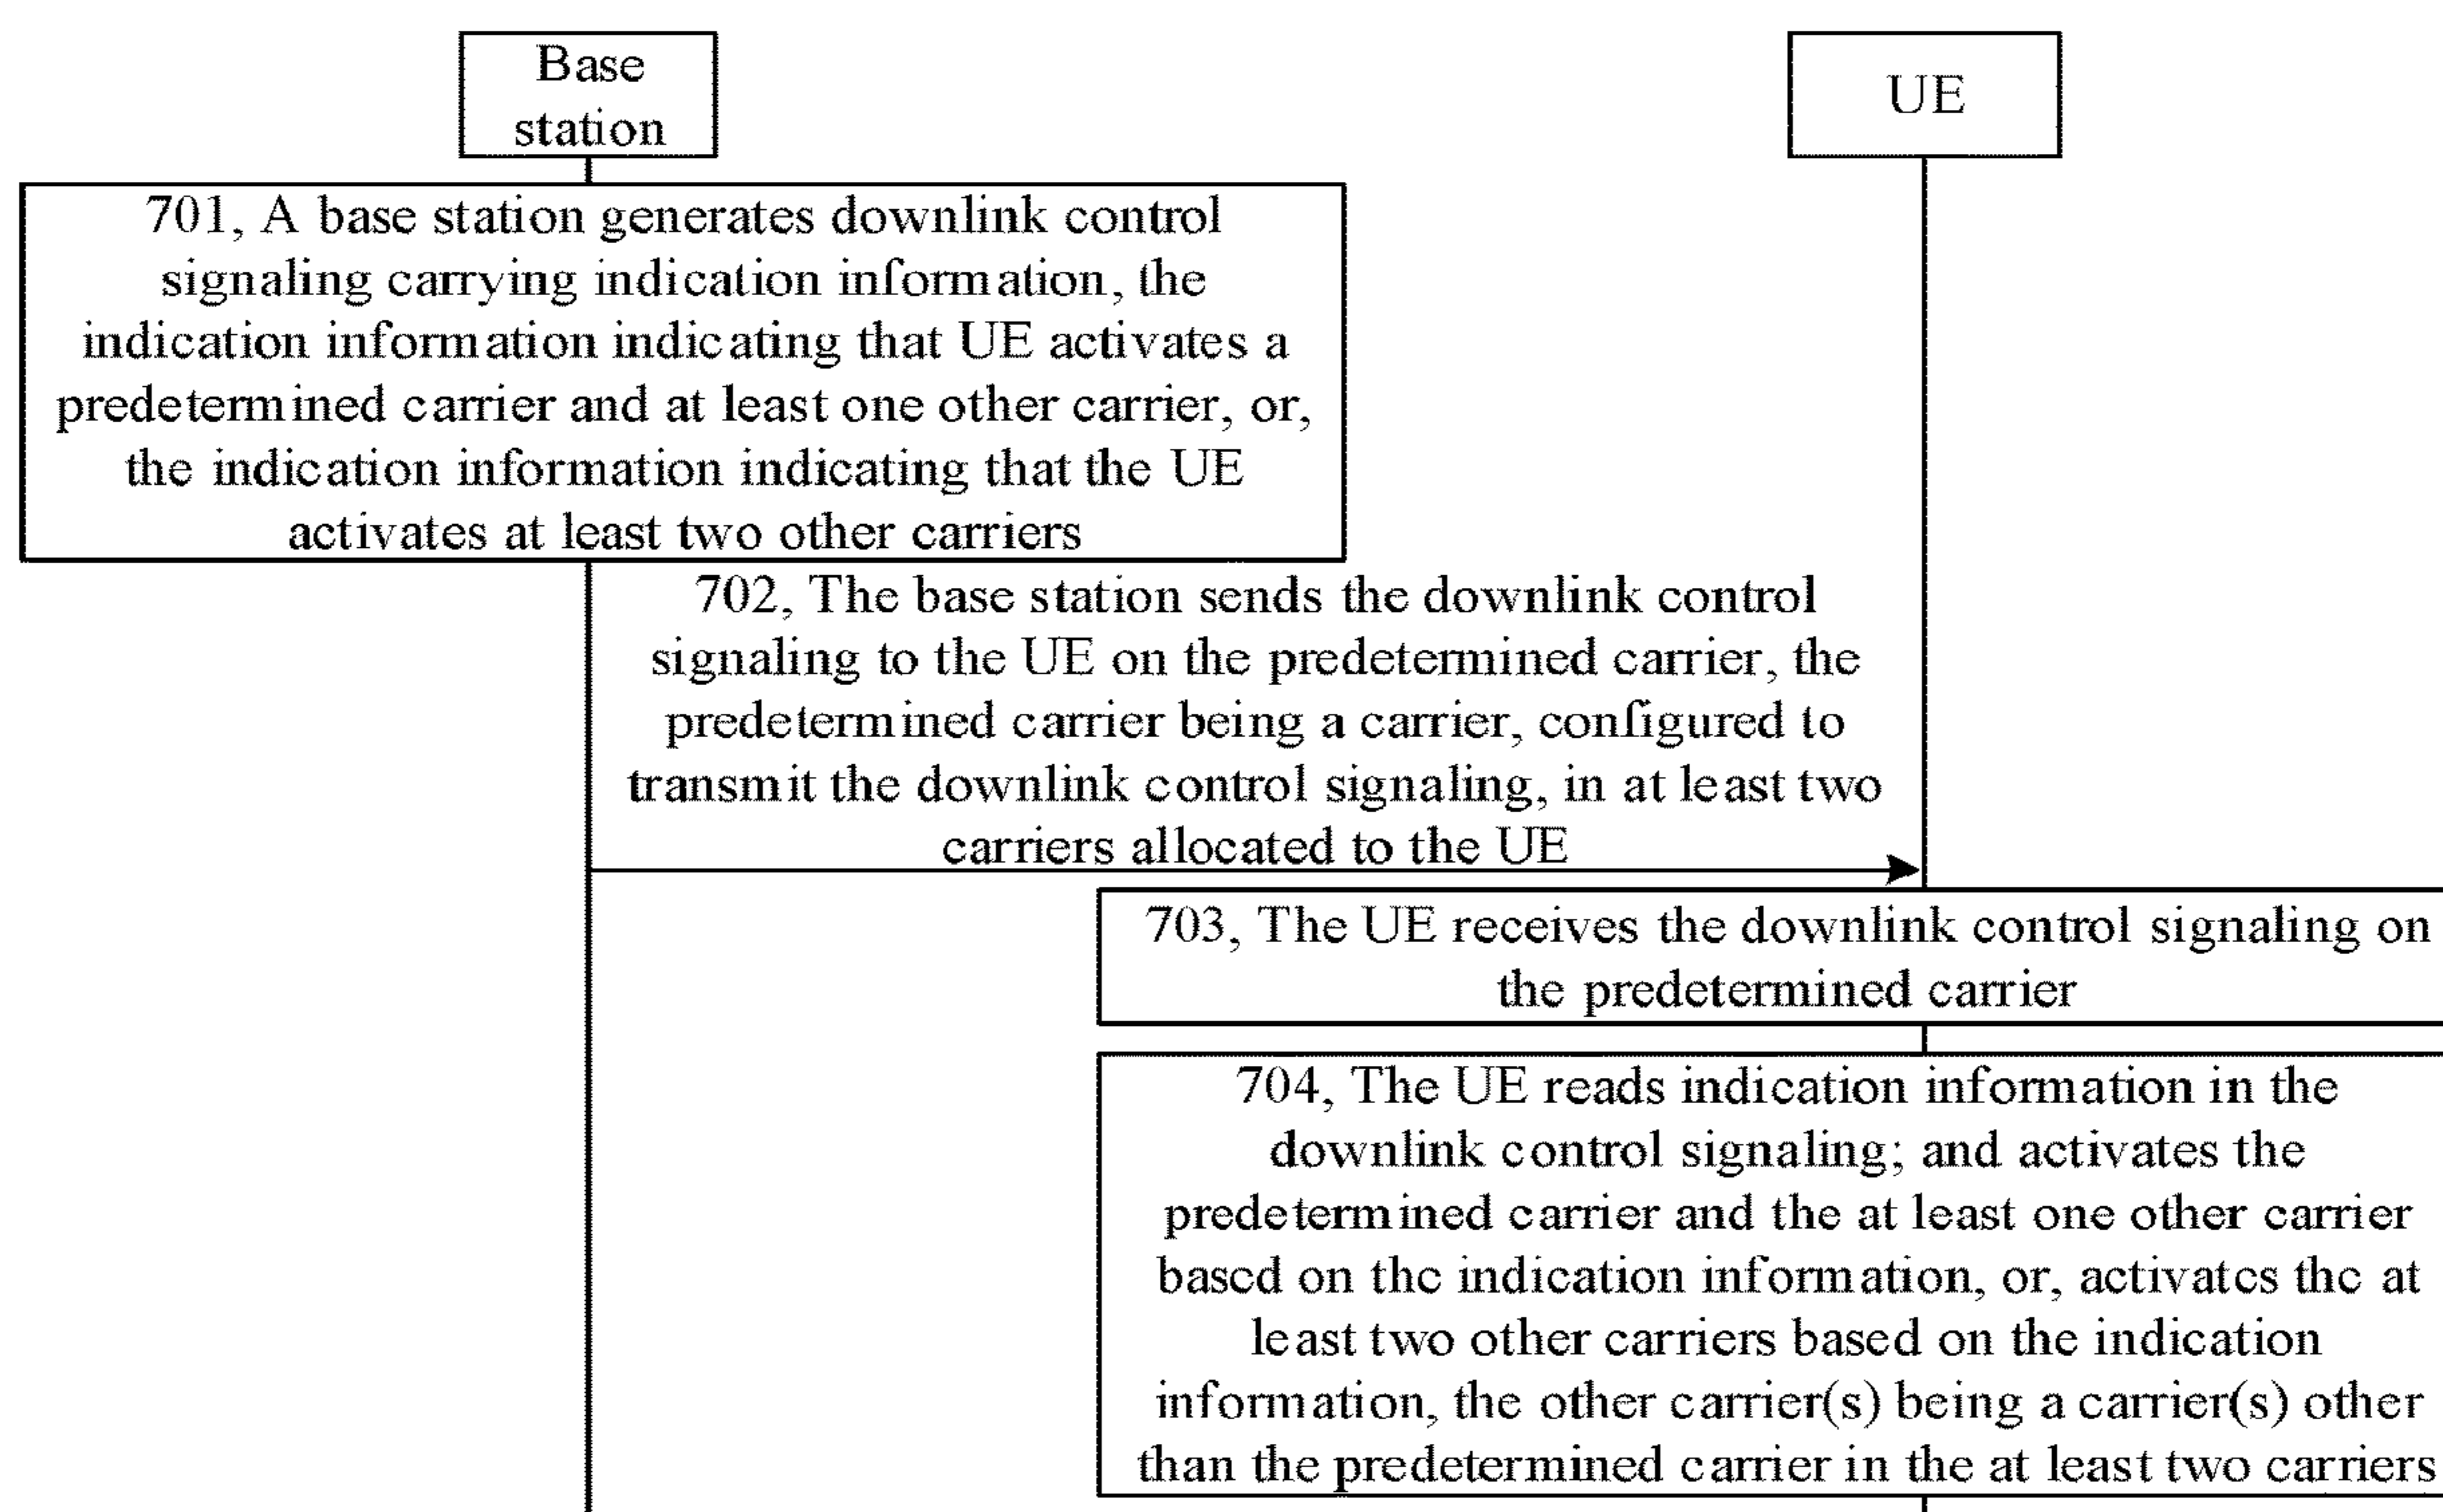 Base
station
UE
701, A base station generates downlink control
signaling carrying indication information, the
indication information indicating that UE activates a
predetermined carrier and at least one other carrier, or,
the indication information indicating that the UE
activates at least two other carriers
702, The base station sends the downlink control
signaling to the UE on the predetermined carrier, the
predetermined carrier being a carrier, configured to
transmit the downlink control signaling, in at least two
carriers allocated to the UE
703, The UE receives the downlink control signaling on
the predetermined carrier
704, The UE reads indication information in the
downlink control signaling; and activates the
predetermined carrier and the at least one other carrier
based on the indication information, or, activates the at
least two other carriers based on the indication
information, the other carrier(s) being a carrier(s) other
than the predetermined carrier in the at least two carriers